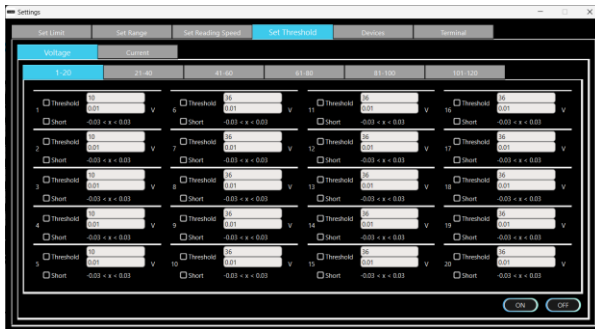 Settings
Set Limit Set Range Set Reading Speed Set Threshold Devices Terminal
Voltage Current
1-20 21-40 41-60 61-80 81-100 101-120
10 36 36 36
1 Threshold V 6 Threshold V 11 Threshold V 16 Threshold V
0.01 0.01 0.01 0.01
Short -0.03 < x < 0.03 Short -0.03 < x < 0.03 Short -0.03 < x < 0.03 Short -0.03 < x < 0.03
10 36 36 36
2 Threshold V 7 Threshold V 12 Threshold V 17 Threshold V
0.01 0.01 0.01 0.01
Short -0.03 < x < 0.03 Short -0.03 < x < 0.03 Short -0.03 < x < 0.03 Short -0.03 < x < 0.03
10 36 36 36
3 Threshold V 8 Threshold V 13 Threshold V 18 Threshold V
0.01 0.01 0.01 0.01
Short -0.03 < x < 0.03 Short -0.03 < x < 0.03 Short -0.03 < x < 0.03 Short -0.03 < x < 0.03
10 36 36 36
4 Threshold V 9 Threshold V 14 Threshold V 19 Threshold V
0.01 0.01 0.01 0.01
Short -0.03 < x < 0.03 Short -0.03 < x < 0.03 Short -0.03 < x < 0.03 Short -0.03 < x < 0.03
10 36 36 36
5 Threshold V 10 Threshold V 15 Threshold V 20 Threshold V
0.01 0.01 0.01 0.01
Short -0.03 < x < 0.03 Short -0.03 < x < 0.03 Short -0.03 < x < 0.03 Short -0.03 < x < 0.03
ON OFF